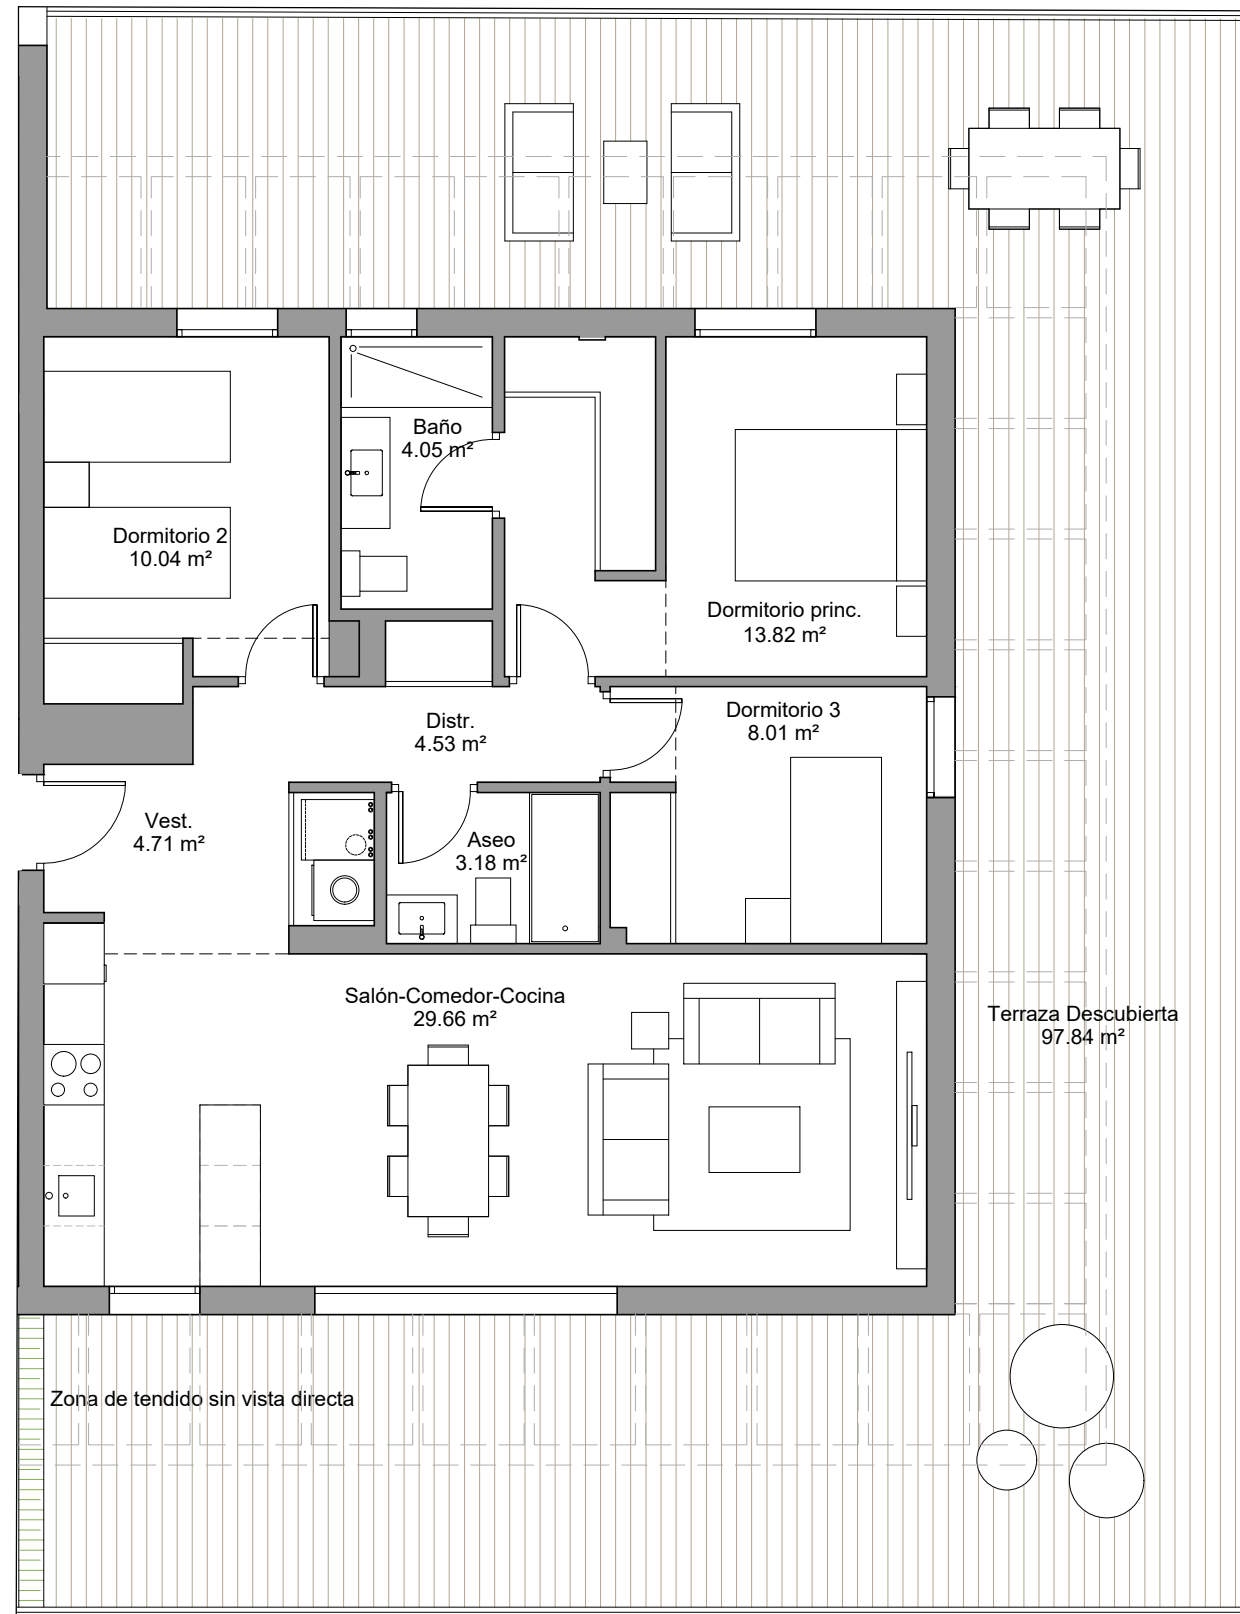 Baño
4.05 m²
Dormitorio 2
10.04 m²
Dormitorio princ.
13.82 m²
Distr.
4.53 m²
Dormitorio 3
8.01 m²
Vest.
4.71 m²
Aseo
3.18 m²
Salón-Comedor-Cocina
29.66 m²
Terraza Descubierta
97.84 m²
Zona de tendido sin vista directa